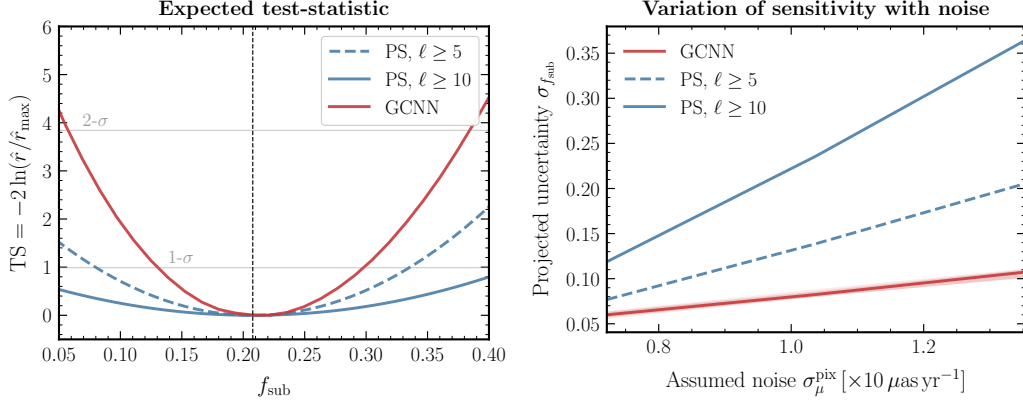 Expected test-statistic
TS = −2 ln(r̂/r̂max)
6
5
4
3
2
1
0
2-σ
1-σ
PS, ℓ ≥ 5
PS, ℓ ≥ 10
GCNN
0.05 0.10 0.15 0.20 0.25 0.30 0.35 0.40
fsub
Variation of sensitivity with noise
Projected uncertainty σfsub
0.35
0.30
0.25
0.20
0.15
0.10
0.05
GCNN
PS, ℓ ≥ 5
PS, ℓ ≥ 10
0.8 1.0 1.2
Assumed noise σμ^pix [×10 μas yr⁻¹]